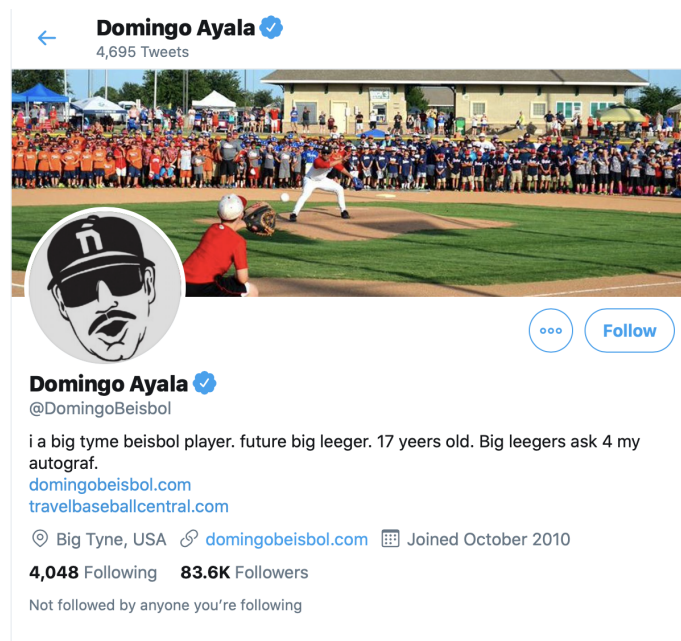 Domingo Ayala
4,695 Tweets
ñ
Follow
Domingo Ayala
@DomingoBeisbol
i a big tyme beisbol player. future big leeger. 17 yeers old. Big leegers ask 4 my
autograf.
domingobeisbol.com
travelbaseballcentral.com
Big Tyne, USA domingobeisbol.com Joined October 2010
4,048 Following 83.6K Followers
Not followed by anyone you’re following